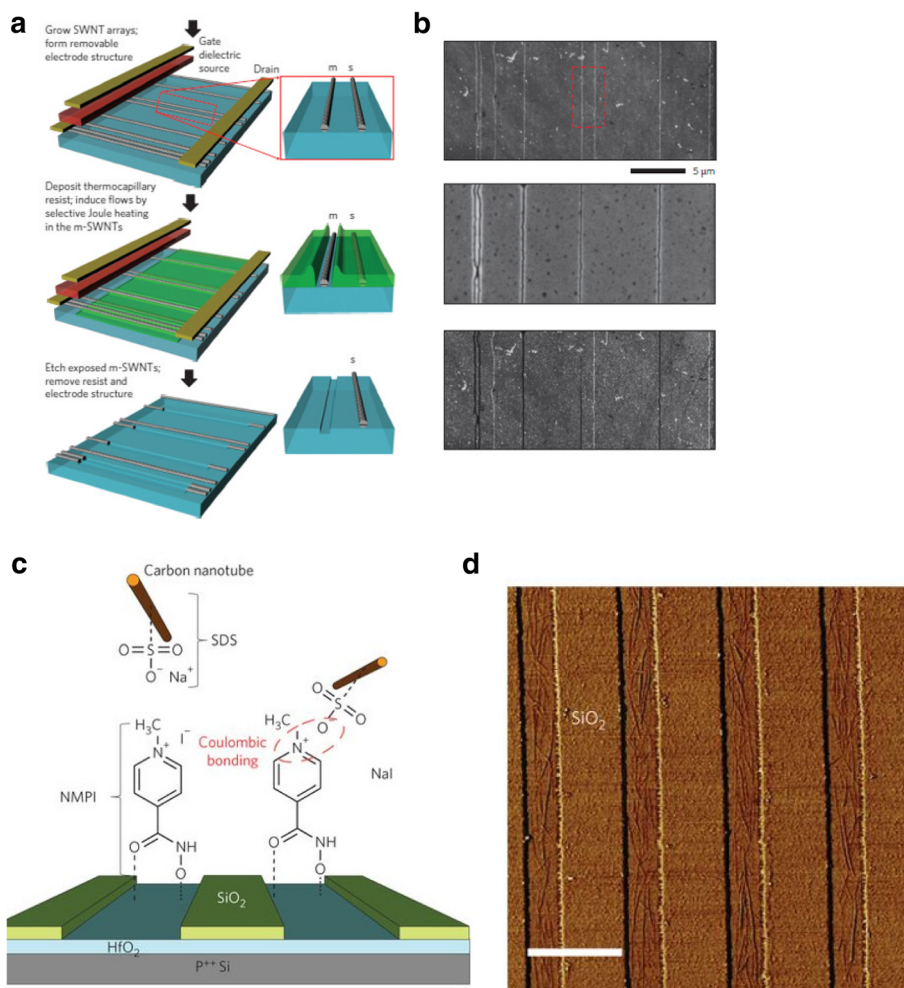 a
Grow SWNT arrays;
form removable
electrode structure
Gate
dielectric
source
Drain
m s
Deposit thermocapillary
resist; induce flows by
selective Joule heating
in the m-SWNTs
m s
Etch exposed m-SWNTs;
remove resist and
electrode structure
s
b
5 μm
c
Carbon nanotube
SDS
O S O
O⁻ Na⁺
H₃C
N⁺ I⁻
NMPI
O NH
O
Coulombic
bonding
O S O
O⁻
H₃C
N⁺
NaI
O NH
O
SiO₂
HfO₂
P⁺⁺ Si
d
SiO₂